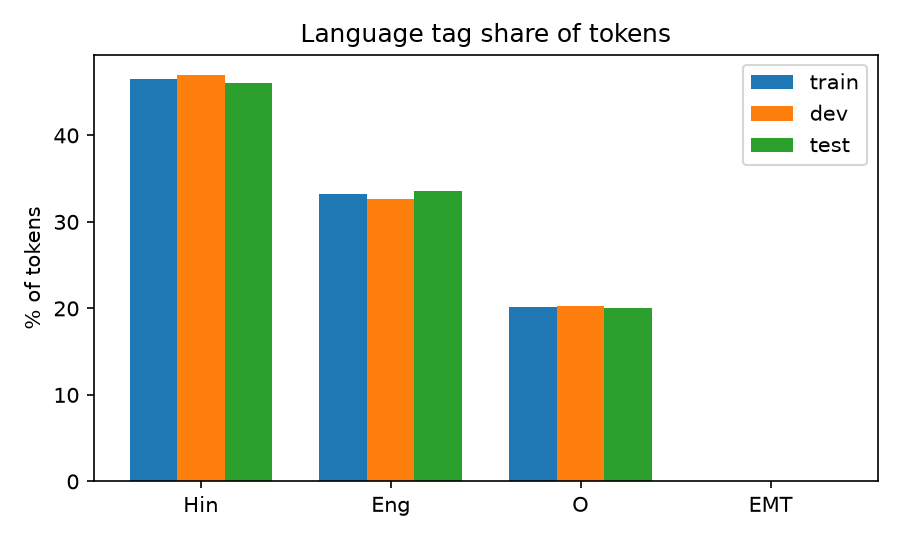 Language tag share of tokens
train
dev
test
% of tokens
40
30
20
10
0
Hin
Eng
O
EMT